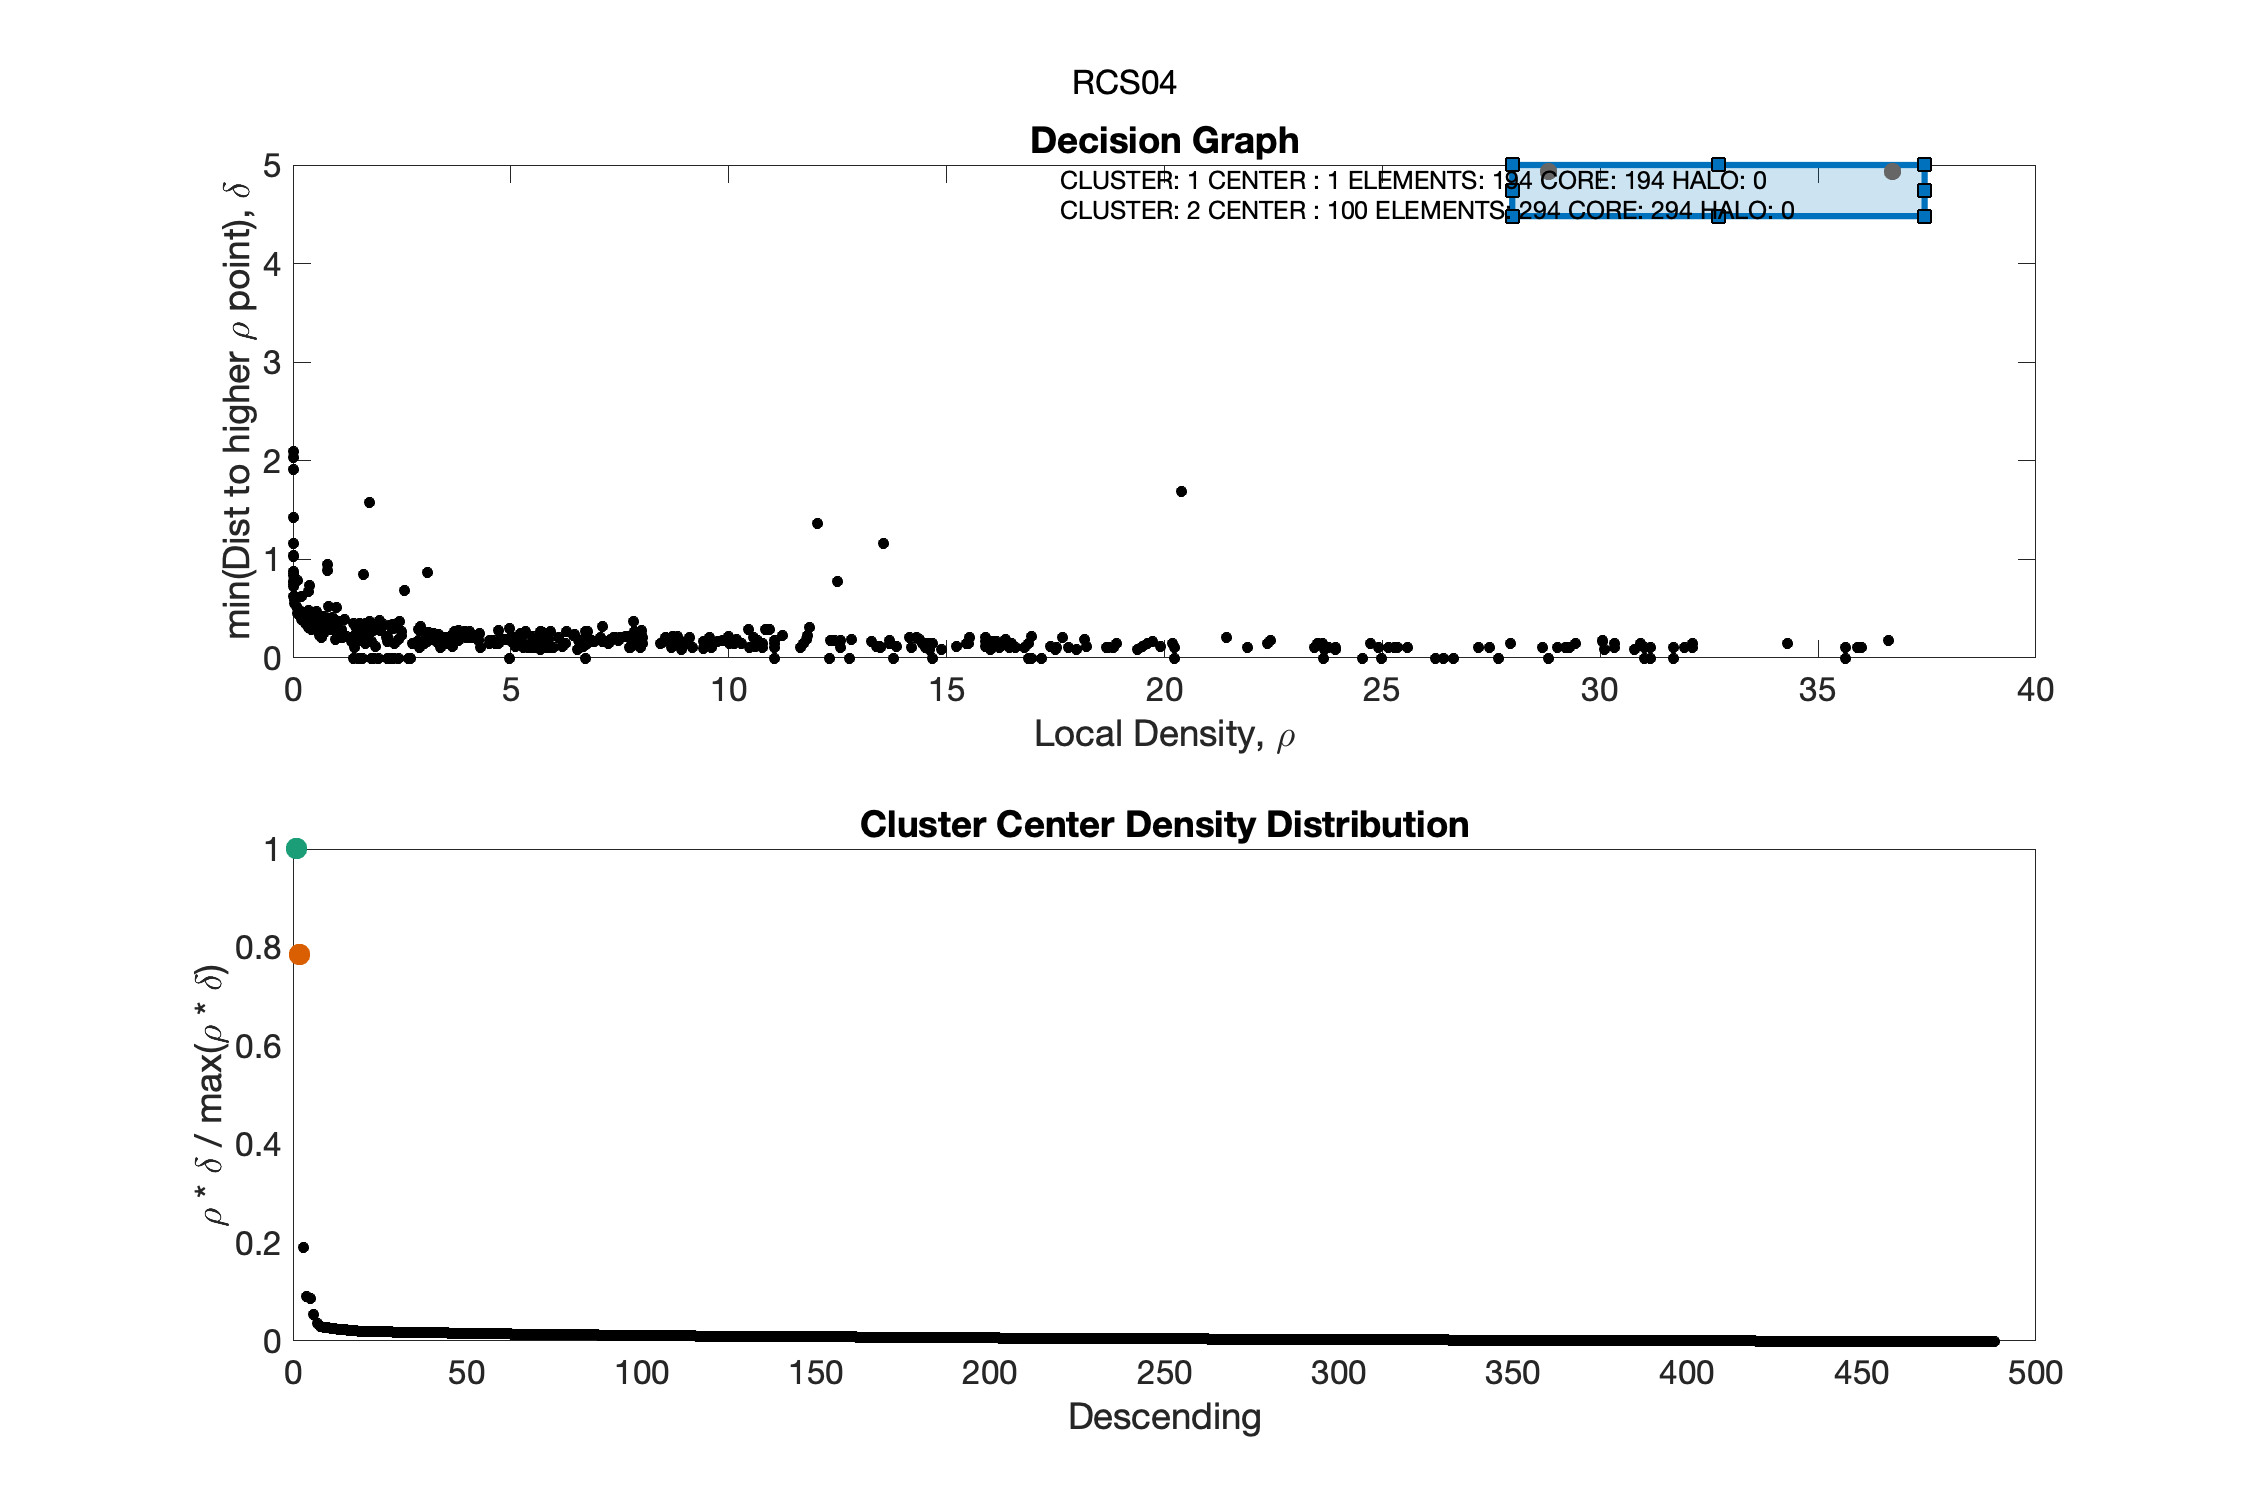 RCS04
Decision Graph
CLUSTER: 1 CENTER : 1 ELEMENTS: 194 CORE: 194 HALO: 0
CLUSTER: 2 CENTER : 100 ELEMENTS: 294 CORE: 294 HALO: 0
min(Dist to higher ρ point), δ
5
4
3
2
1
0
0 5 10 15 20 25 30 35 40
Local Density, ρ
Cluster Center Density Distribution
ρ * δ / max(ρ * δ)
1
0.8
0.6
0.4
0.2
0
0 50 100 150 200 250 300 350 400 450 500
Descending